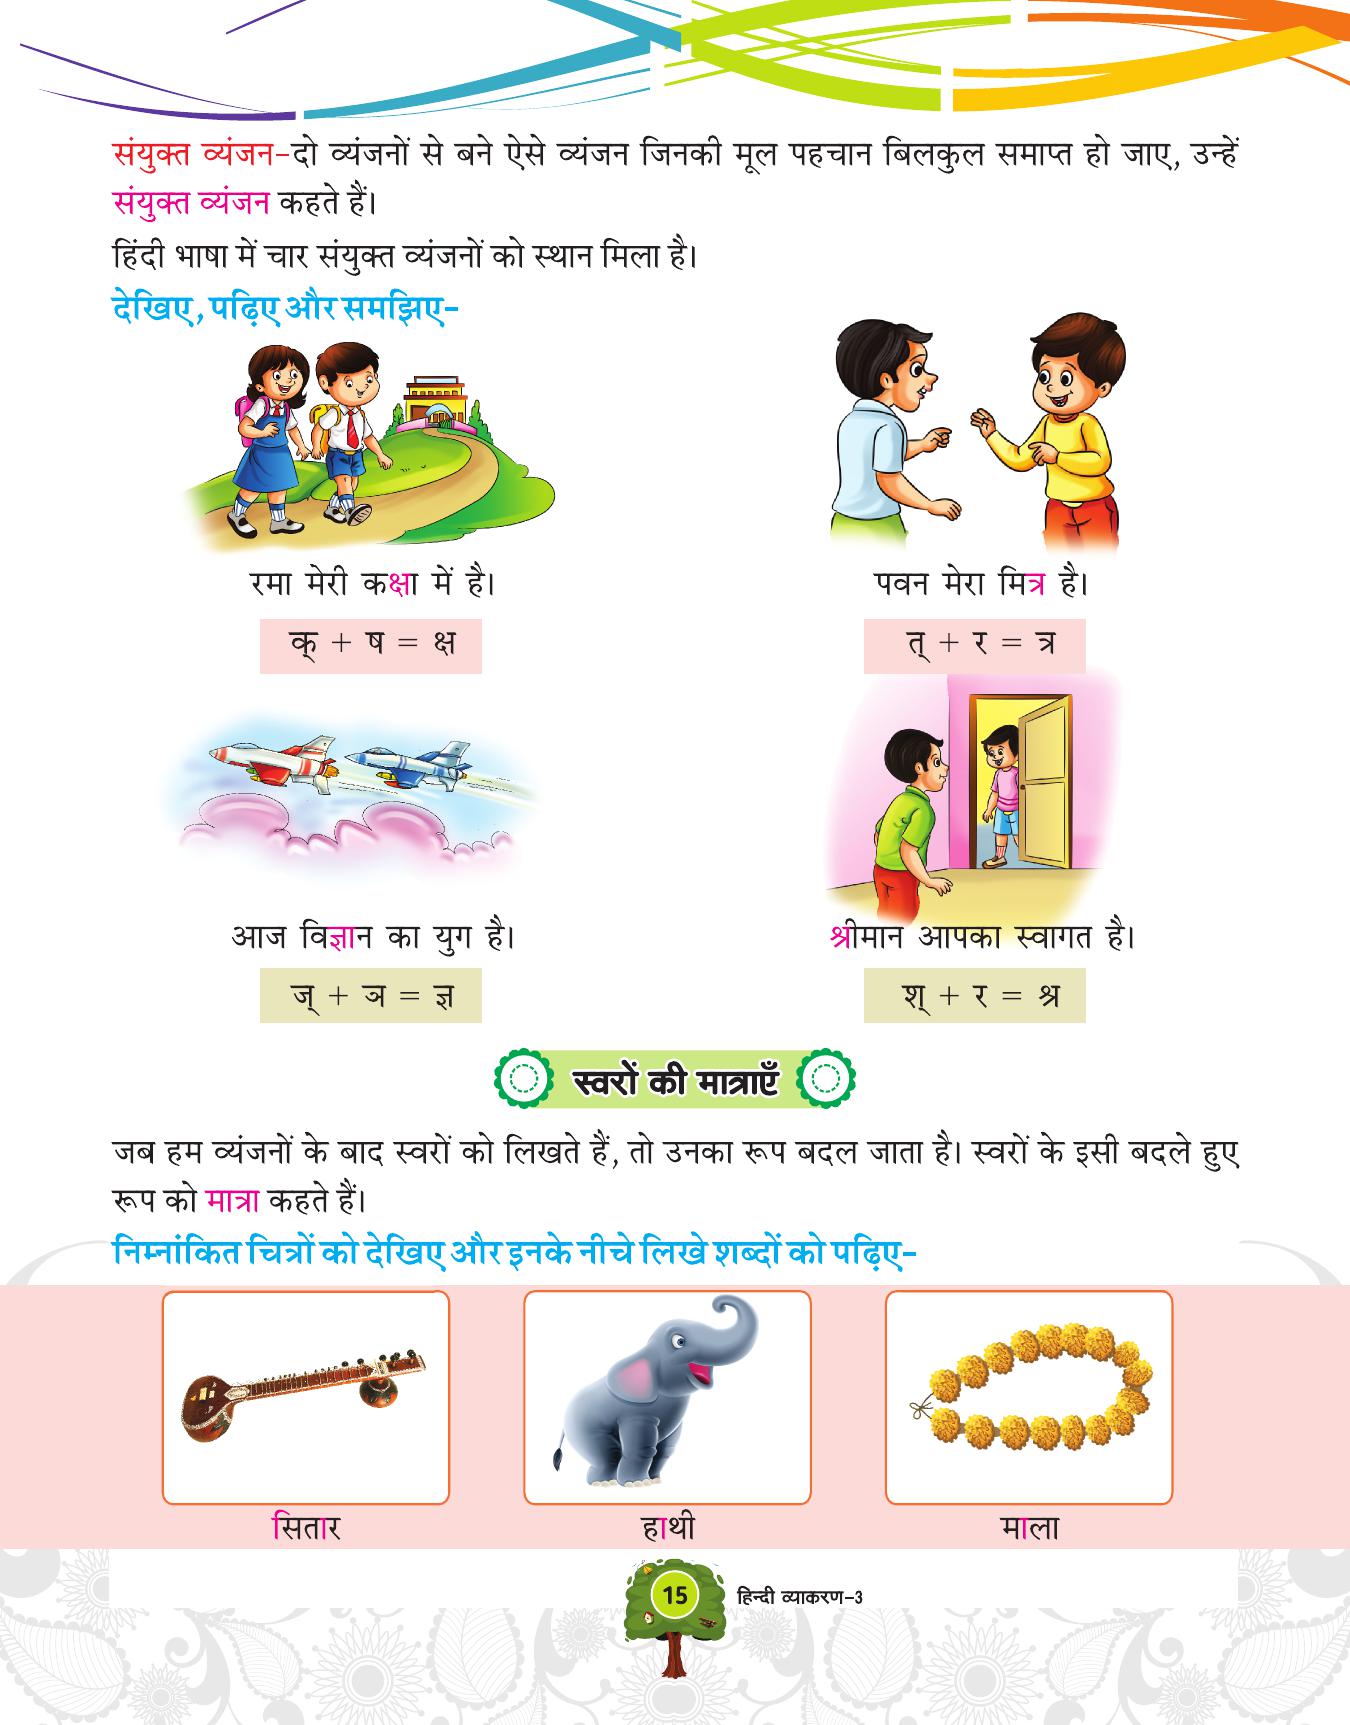 संयुक्त व्यंजन–दो व्यंजनों से बने ऐसे व्यंजन जिनकी मूल पहचान बिलकुल समाप्त हो जाए, उन्हें
संयुक्त व्यंजन कहते हैं।
हिंदी भाषा में चार संयुक्त व्यंजनों को स्थान मिला है।
देखिए, पढ़िए और समझिए–
रमा मेरी कक्षा में है।
पवन मेरा मित्र है।
क् + ष = क्ष
त् + र = त्र
आज विज्ञान का युग है।
श्रीमान आपका स्वागत है।
ज् + ञ = ज्ञ
श् + र = श्र
स्वरों की मात्राएँ
जब हम व्यंजनों के बाद स्वरों को लिखते हैं, तो उनका रूप बदल जाता है। स्वरों के इसी बदले हुए
रूप को मात्रा कहते हैं।
निम्नांकित चित्रों को देखिए और इनके नीचे लिखे शब्दों को पढ़िए–
सितार
हाथी
माला
15
हिन्दी व्याकरण–3